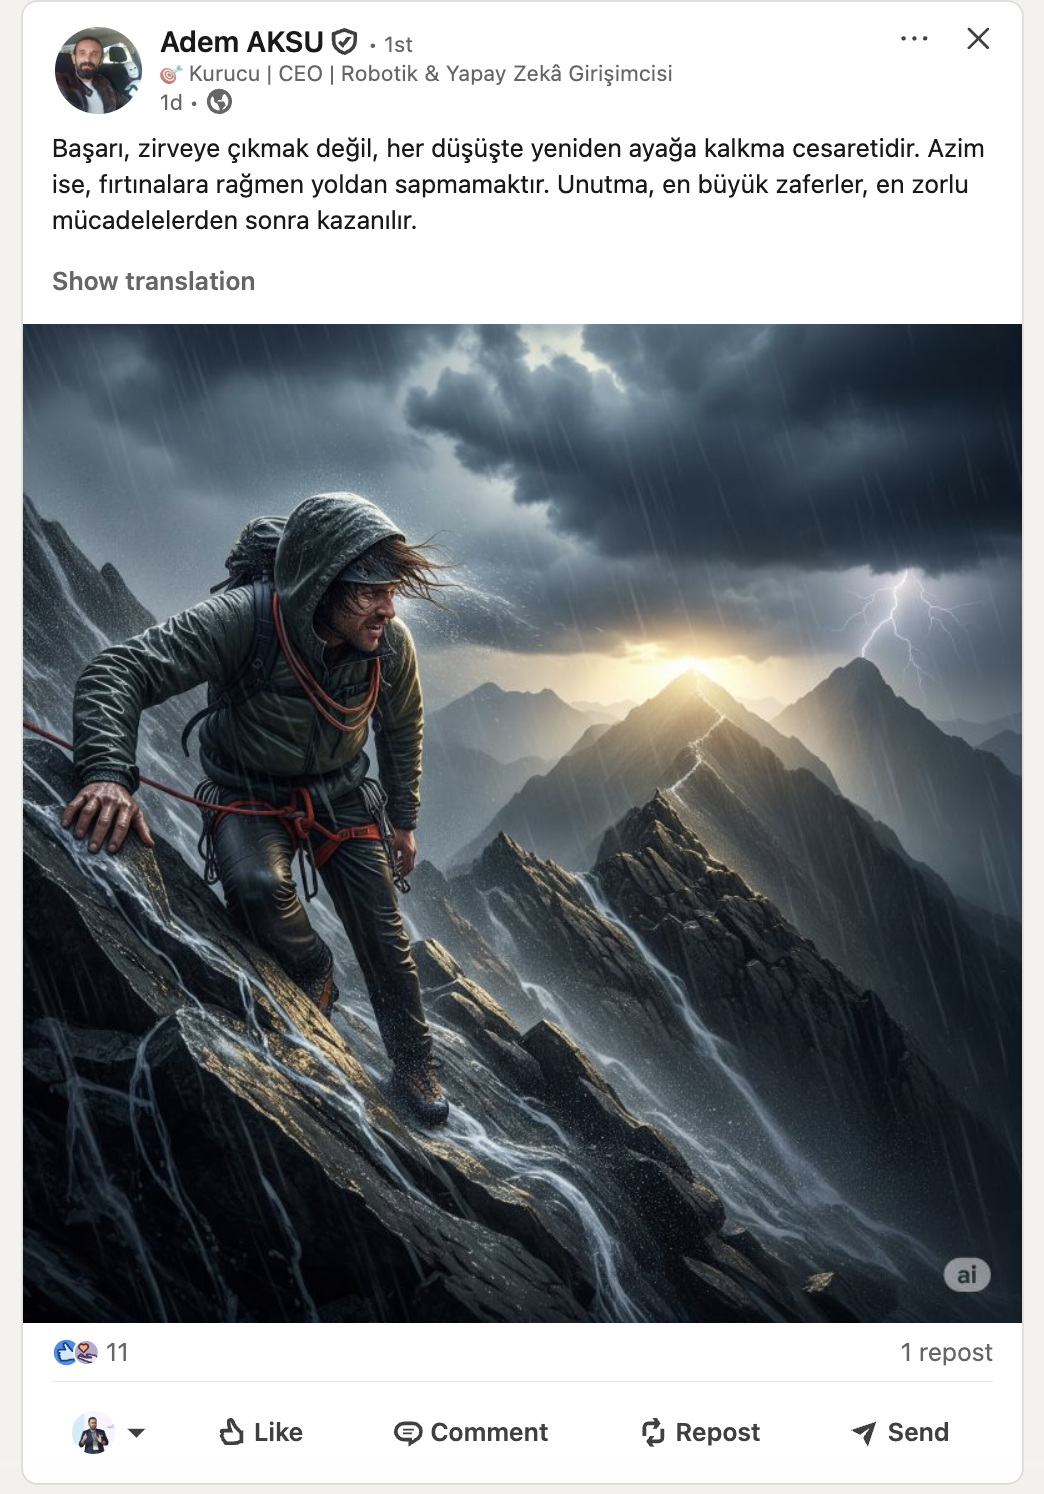 Adem AKSU • 1st
🎯 Kurucu | CEO | Robotik & Yapay Zekâ Girişimcisi
1d •
Başarı, zirveye çıkmak değil, her düşüşte yeniden ayağa kalkma cesaretidir. Azim
ise, fırtınalara rağmen yoldan sapmamaktır. Unutma, en büyük zaferler, en zorlu
mücadelelerden sonra kazanılır.
Show translation
ai
11 1 repost
Like Comment Repost Send